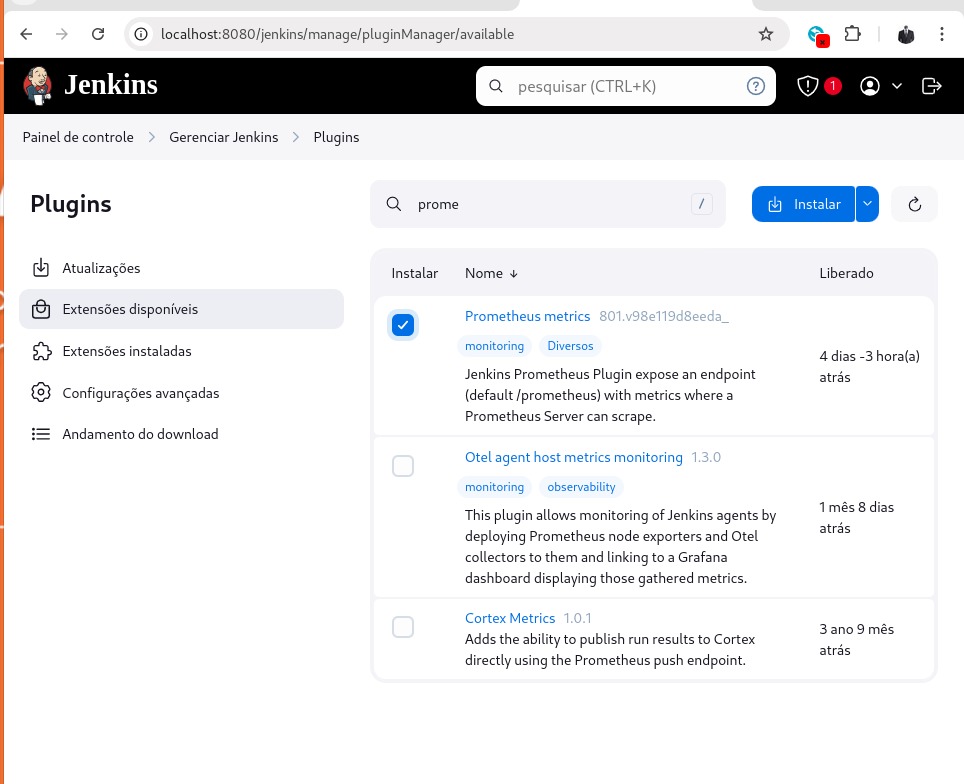 localhost:8080/jenkins/manage/pluginManager/available
Jenkins
pesquisar (CTRL+K)
?
1
Painel de controle
Gerenciar Jenkins
Plugins
Plugins
prome
/
Instalar
Atualizações
Extensões disponíveis
Extensões instaladas
Configurações avançadas
Andamento do download
Instalar
Nome ↓
Liberado
Prometheus metrics 801.v98e119d8eeda_
monitoring
Diversos
Jenkins Prometheus Plugin expose an endpoint
(default /prometheus) with metrics where a
Prometheus Server can scrape.
4 dias -3 hora(a)
atrás
Otel agent host metrics monitoring 1.3.0
monitoring
observability
This plugin allows monitoring of Jenkins agents by
deploying Prometheus node exporters and Otel
collectors to them and linking to a Grafana
dashboard displaying those gathered metrics.
1 mês 8 dias
atrás
Cortex Metrics 1.0.1
Adds the ability to publish run results to Cortex
directly using the Prometheus push endpoint.
3 ano 9 mês
atrás